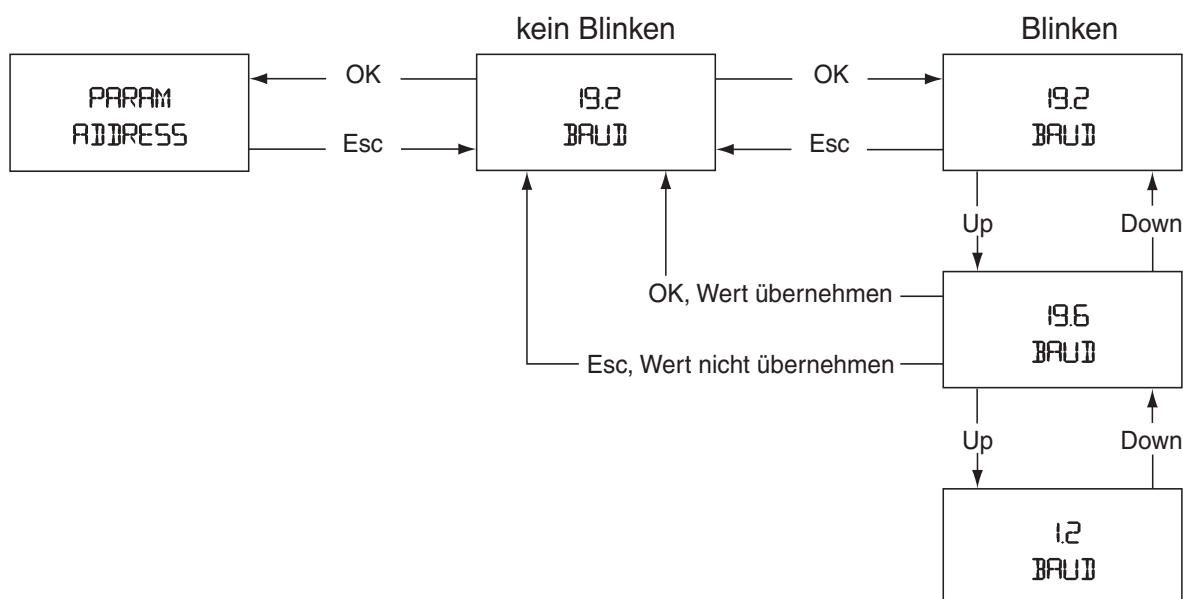 kein Blinken
Blinken
PARAM
ADDRESS
OK
Esc
19.2
BAUD
OK
Esc
19.2
BAUD
Up
Down
OK, Wert übernehmen
Esc, Wert nicht übernehmen
19.6
BAUD
Up
Down
1.2
BAUD